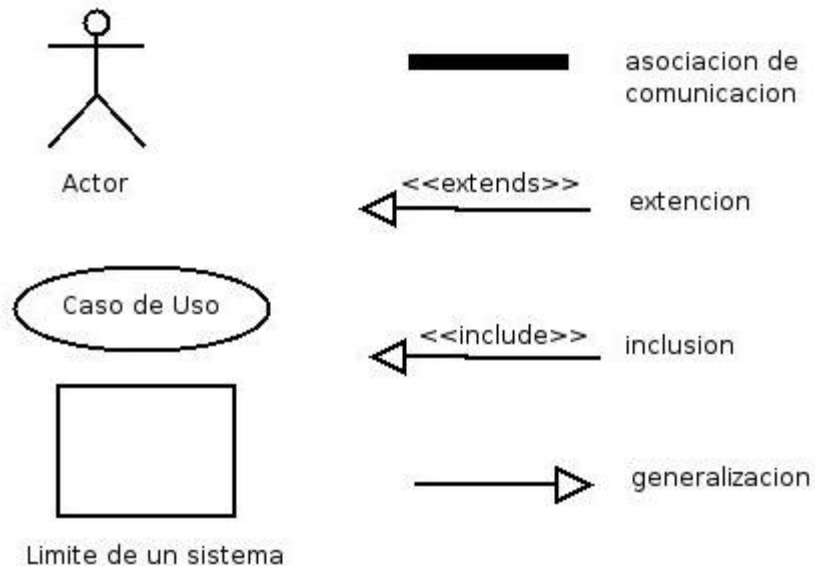 Actor
Caso de Uso
Limite de un sistema
asociacion de
comunicacion
<<extends>>
extencion
<<include>>
inclusion
generalizacion